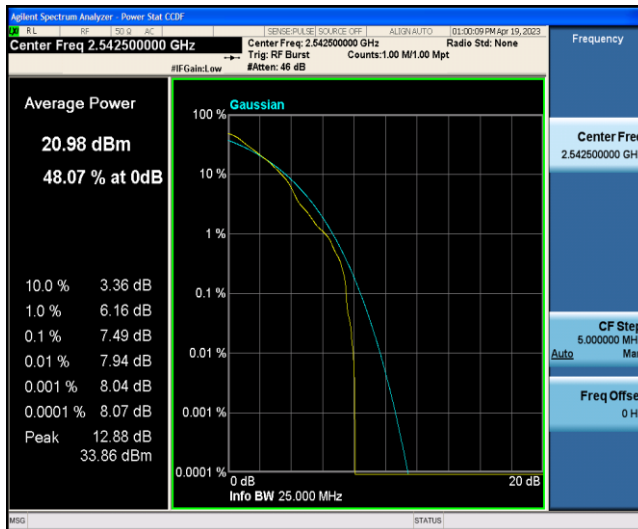 Agilent Spectrum Analyzer - Power Stat CCDF
RL RF 50 Ω AC SENSE:PULSE SOURCE OFF ALIGN AUTO 01:00:09 PM Apr 19, 2023
Center Freq 2.542500000 GHz
Center Freq: 2.542500000 GHz Radio Std: None
Trig: RF Burst Counts:1.00 M/1.00 Mpt
#IFGain:Low #Atten: 46 dB
Frequency
Average Power
20.98 dBm
48.07 % at 0dB
10.0 % 3.36 dB
1.0 % 6.16 dB
0.1 % 7.49 dB
0.01 % 7.94 dB
0.001 % 8.04 dB
0.0001 % 8.07 dB
Peak 12.88 dB
33.86 dBm
Gaussian
100 %
10 %
1 %
0.1 %
0.01 %
0.001 %
0.0001 %
0 dB 20 dB
Info BW 25.000 MHz
Center Fre
2.542500000 GH
CF Step
5.000000 MH
Auto Ma
Freq Offse
0 H
MSG STATUS